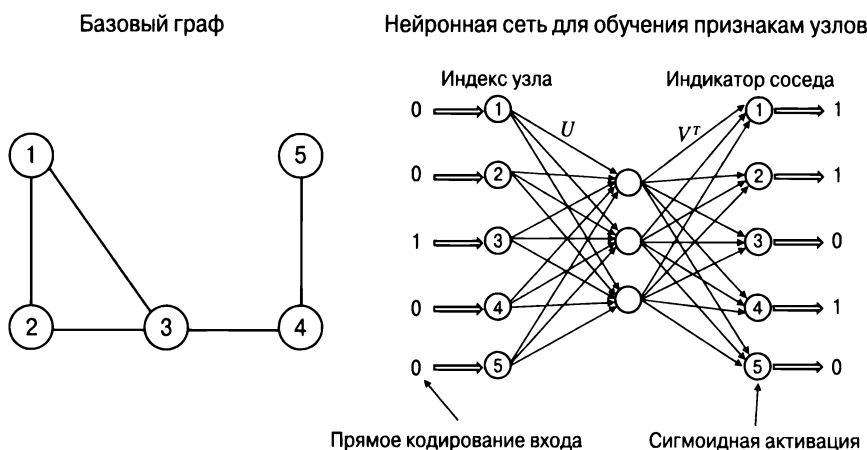 Базовый граф
Нейронная сеть для обучения признакам узлов
1
5
2
3
4
Индекс узла
Индикатор соседа
0 1 U Vᵀ 1 1
0 2 2 1
1 3 3 0
0 4 4 1
0 5 5 0
Прямое кодирование входа
Сигмоидная активация